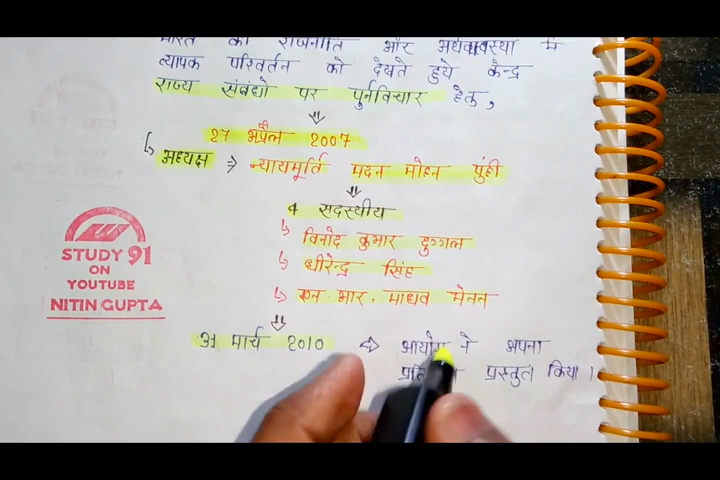 भारत की राजनीति और अर्थव्यवस्था में
व्यापक परिवर्तन को देखते हुये केन्द्र
राज्य संबंधो पर पुर्नविचार हेतु,
27 अप्रैल 2007
अध्यक्ष ⇒ न्यायमूर्ति मदन मोहन पुंछी
4 सदस्यीय
विनोद कुमार दुग्गल
धीरेन्द्र सिंह
एन. आर. माधव मेनन
31 मार्च 2010 ⇒ आयोग ने अपना
प्रस्तुत किया।
STUDY 91
ON
YOUTUBE
NITIN GUPTA